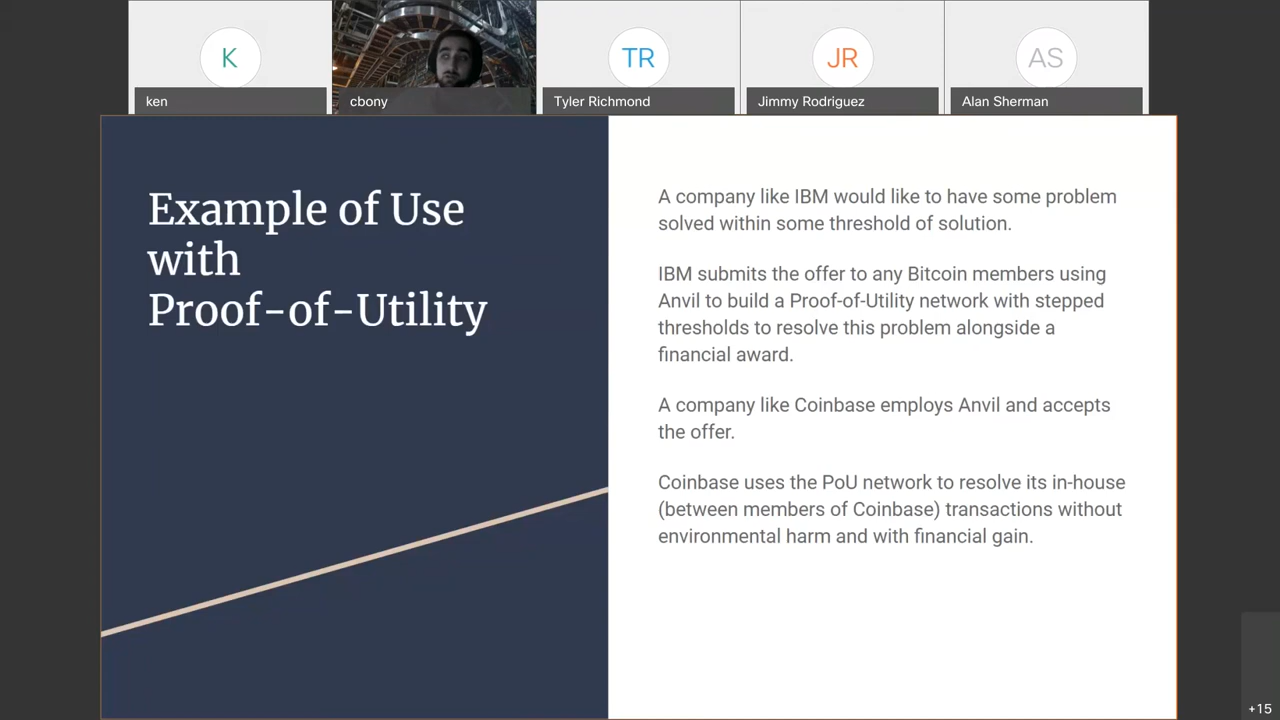 K
TR
JR
AS
ken
cbony
Tyler Richmond
Jimmy Rodriguez
Alan Sherman
Example of Use
with
Proof-of-Utility
A company like IBM would like to have some problem
solved within some threshold of solution.
IBM submits the offer to any Bitcoin members using
Anvil to build a Proof-of-Utility network with stepped
thresholds to resolve this problem alongside a
financial award.
A company like Coinbase employs Anvil and accepts
the offer.
Coinbase uses the PoU network to resolve its in-house
(between members of Coinbase) transactions without
environmental harm and with financial gain.
+15